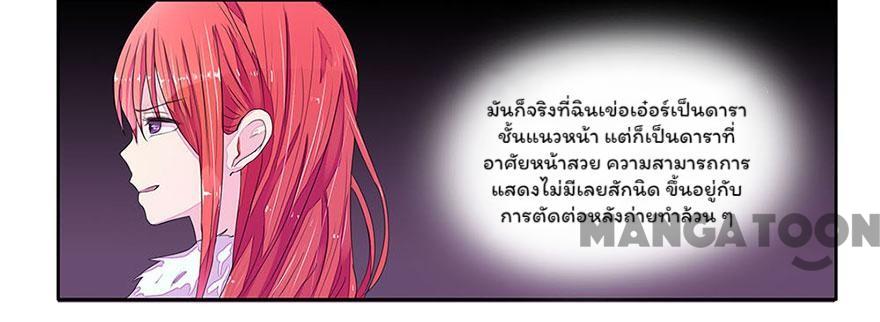 มันก็จริงที่ฉินเข่อเอ๋อร์เป็นดารา
ชั้นแนวหน้า แต่ก็เป็นดาราที่
อาศัยหน้าสวย ความสามารถการ
แสดงไม่มีเลยสักนิด ขึ้นอยู่กับ
การตัดต่อหลังถ่ายทำล้วน ๆ
MANGATOON